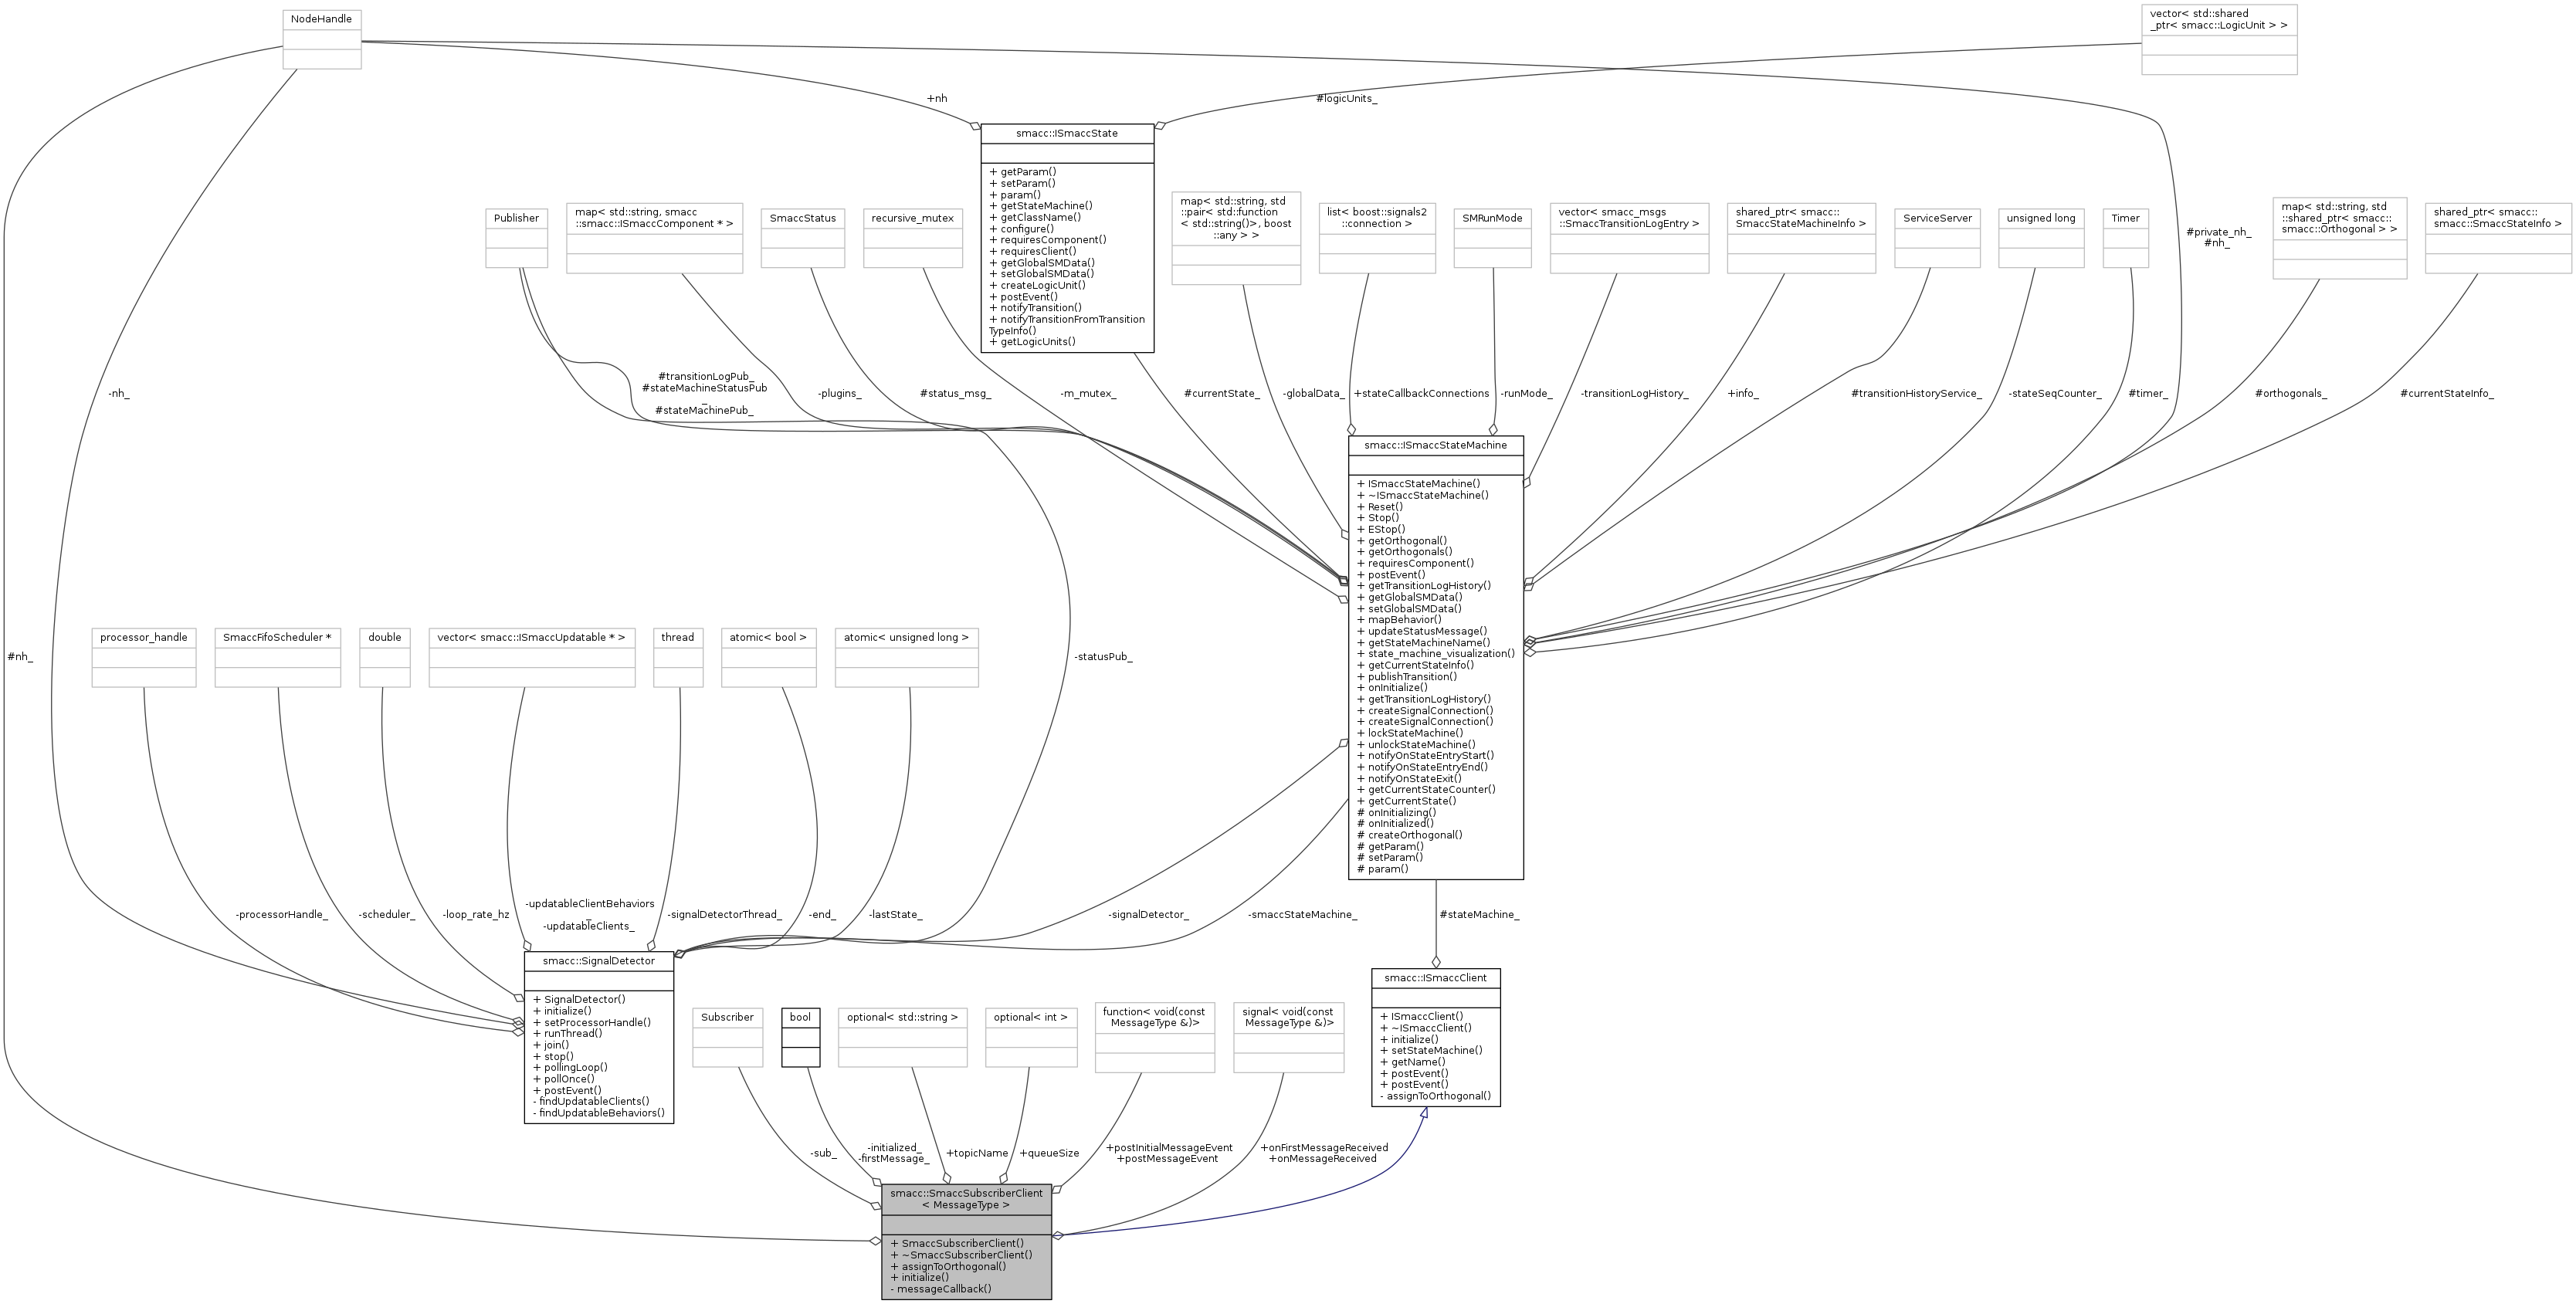 NodeHandle
vector< std::shared
_ptr< smacc::LogicUnit > >
+nh
#logicUnits_
smacc::ISmaccState
+ getParam()
+ setParam()
+ param()
+ getStateMachine()
+ getClassName()
+ configure()
+ requiresComponent()
+ requiresClient()
+ getGlobalSMData()
+ setGlobalSMData()
+ createLogicUnit()
+ postEvent()
+ notifyTransition()
+ notifyTransitionFromTransition
TypeInfo()
+ getLogicUnits()
Publisher
map< std::string, smacc
::smacc::ISmaccComponent * >
SmaccStatus
recursive_mutex
map< std::string, std
::pair< std::function
< std::string()>, boost
::any > >
list< boost::signals2
::connection >
SMRunMode
vector< smacc_msgs
::SmaccTransitionLogEntry >
shared_ptr< smacc::
SmaccStateMachineInfo >
ServiceServer
unsigned long
Timer
#private_nh_
#nh_
map< std::string, std
::shared_ptr< smacc::
smacc::Orthogonal > >
shared_ptr< smacc::
smacc::SmaccStateInfo >
-nh_
#transitionLogPub_
#stateMachineStatusPub
_
#stateMachinePub_
-plugins_
#status_msg_
-m_mutex_
#currentState_
-globalData_
+stateCallbackConnections
-runMode_
-transitionLogHistory_
+info_
#transitionHistoryService_
-stateSeqCounter_
#timer_
#orthogonals_
#currentStateInfo_
smacc::ISmaccStateMachine
+ ISmaccStateMachine()
+ ~ISmaccStateMachine()
+ Reset()
+ Stop()
+ EStop()
+ getOrthogonal()
+ getOrthogonals()
+ requiresComponent()
+ postEvent()
+ getTransitionLogHistory()
+ getGlobalSMData()
+ setGlobalSMData()
+ mapBehavior()
+ updateStatusMessage()
+ getStateMachineName()
+ state_machine_visualization()
+ getCurrentStateInfo()
+ publishTransition()
+ onInitialize()
+ getTransitionLogHistory()
+ createSignalConnection()
+ createSignalConnection()
+ lockStateMachine()
+ unlockStateMachine()
+ notifyOnStateEntryStart()
+ notifyOnStateEntryEnd()
+ notifyOnStateExit()
+ getCurrentStateCounter()
+ getCurrentState()
# onInitializing()
# onInitialized()
# createOrthogonal()
# getParam()
# setParam()
# param()
#nh_
processor_handle
SmaccFifoScheduler *
double
vector< smacc::ISmaccUpdatable * >
thread
atomic< bool >
atomic< unsigned long >
-statusPub_
-processorHandle_
-scheduler_
-loop_rate_hz
-updatableClientBehaviors
_
-updatableClients_
-signalDetectorThread_
-end_
-lastState_
-signalDetector_
-smaccStateMachine_
#stateMachine_
smacc::SignalDetector
+ SignalDetector()
+ initialize()
+ setProcessorHandle()
+ runThread()
+ join()
+ stop()
+ pollingLoop()
+ pollOnce()
+ postEvent()
- findUpdatableClients()
- findUpdatableBehaviors()
Subscriber
bool
optional< std::string >
optional< int >
function< void(const
MessageType &)>
signal< void(const
MessageType &)>
smacc::ISmaccClient
+ ISmaccClient()
+ ~ISmaccClient()
+ initialize()
+ setStateMachine()
+ getName()
+ postEvent()
+ postEvent()
- assignToOrthogonal()
-sub_
-initialized_
-firstMessage_
+topicName
+queueSize
+postInitialMessageEvent
+postMessageEvent
+onFirstMessageReceived
+onMessageReceived
smacc::SmaccSubscriberClient
< MessageType >
+ SmaccSubscriberClient()
+ ~SmaccSubscriberClient()
+ assignToOrthogonal()
+ initialize()
- messageCallback()